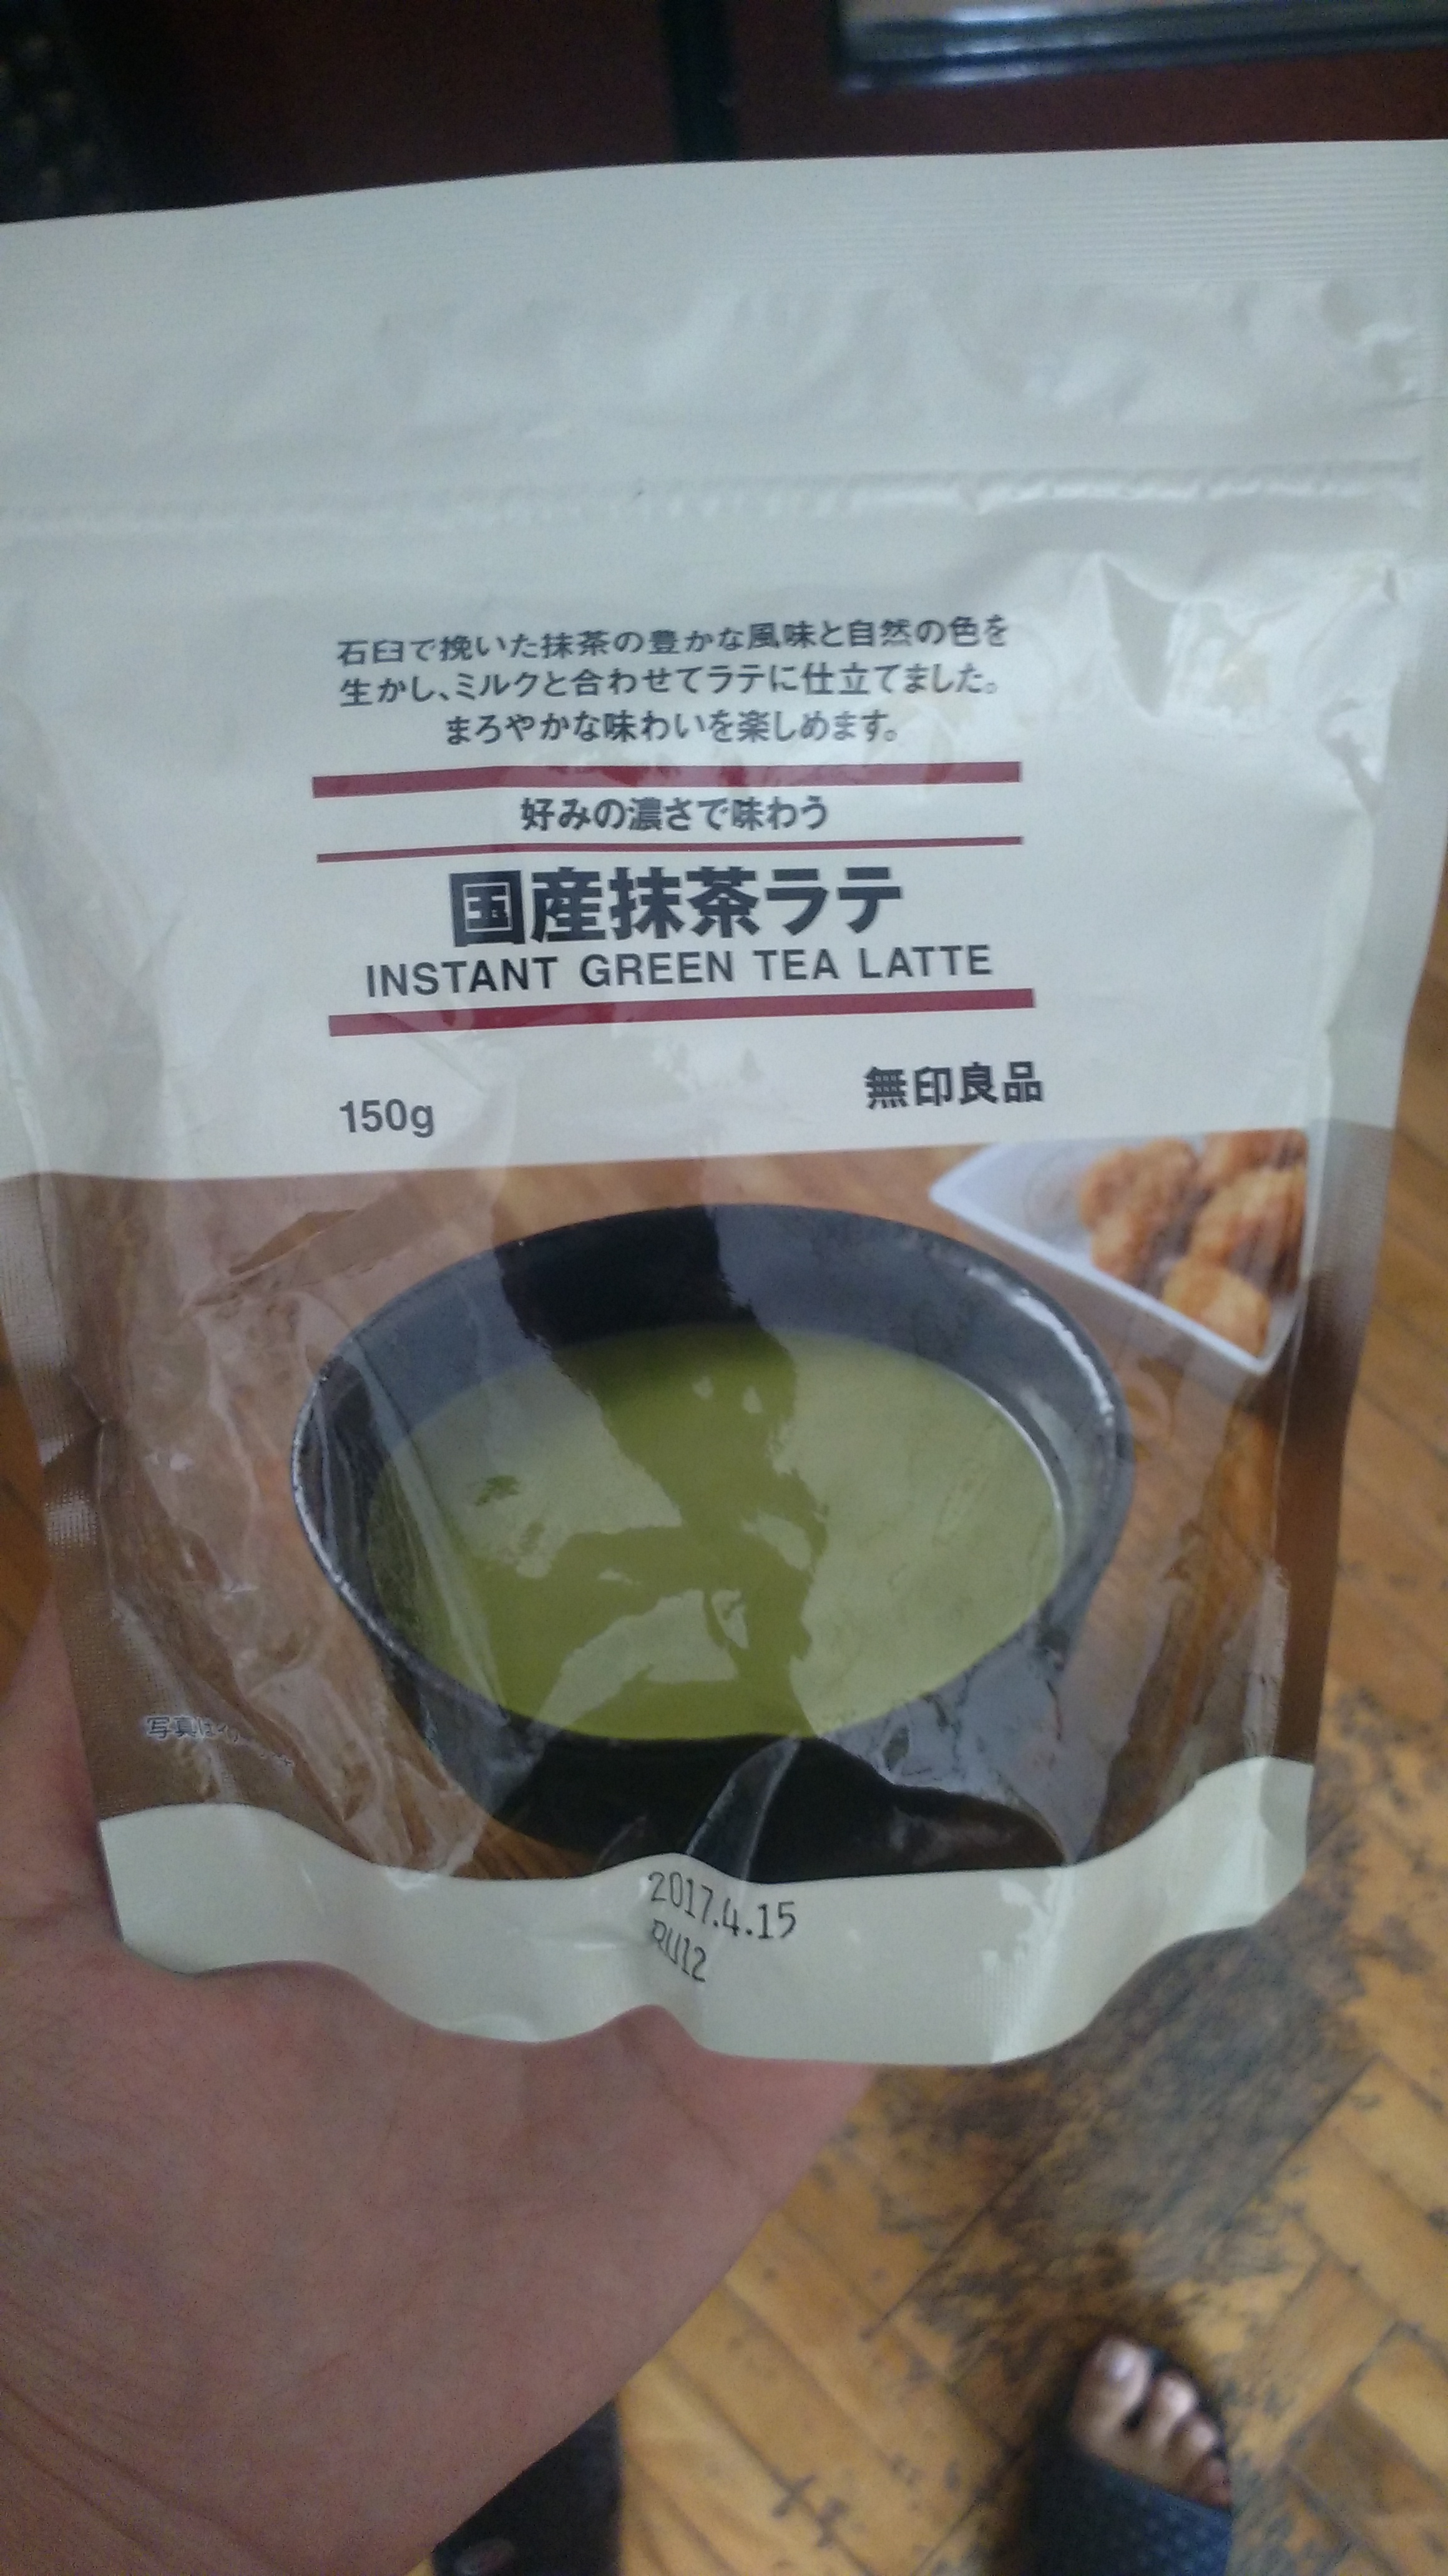 石臼で挽いた抹茶の豊かな風味と自然の色を
生かし、ミルクと合わせてラテに仕立てました。
まろやかな味わいを楽しめます。
好みの濃さで味わう
国産抹茶ラテ
INSTANT GREEN TEA LATTE
150g
無印良品
写真は
2017.4.15
RU12